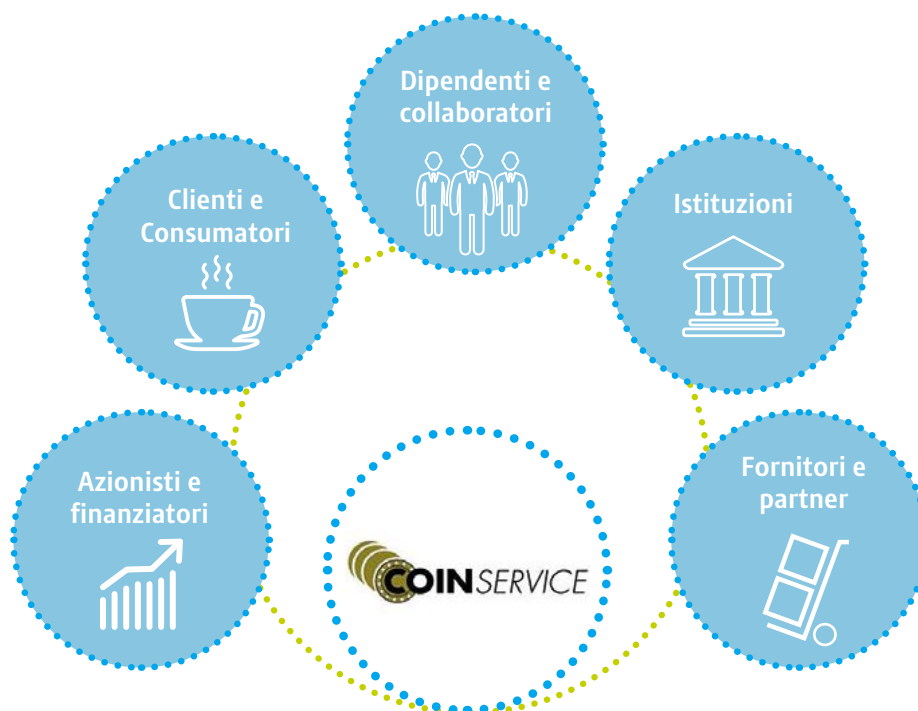 Dipendenti e
collaboratori
Clienti e
Consumatori
Istituzioni
Azionisti e
finanziatori
Fornitori e
partner
COINSERVICE